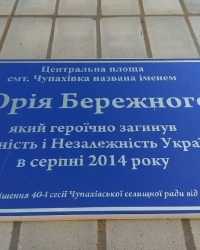 Центральна площа
смт. Чупахівка названа іменем
Юрія Бережного
який героїчно загинув
ність і Незалежність Украї
в серпні 2014 року
ішення 40-ї сесії Чупахівської селищної ради від